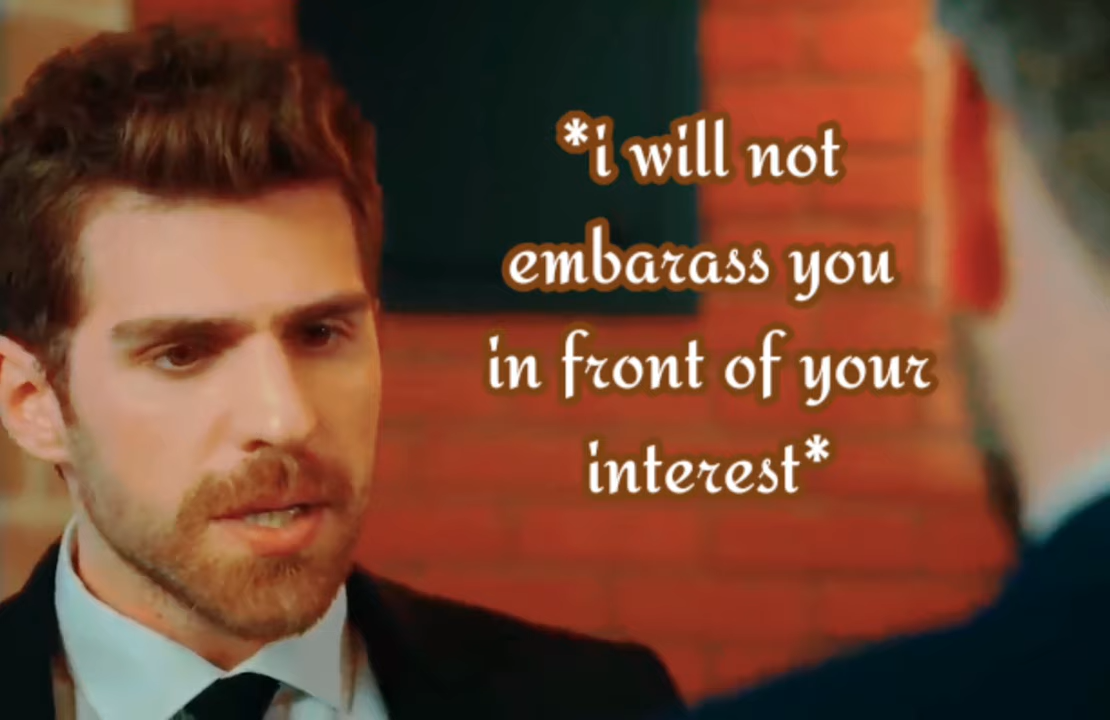 *i will not
embarass you
in front of your
interest*